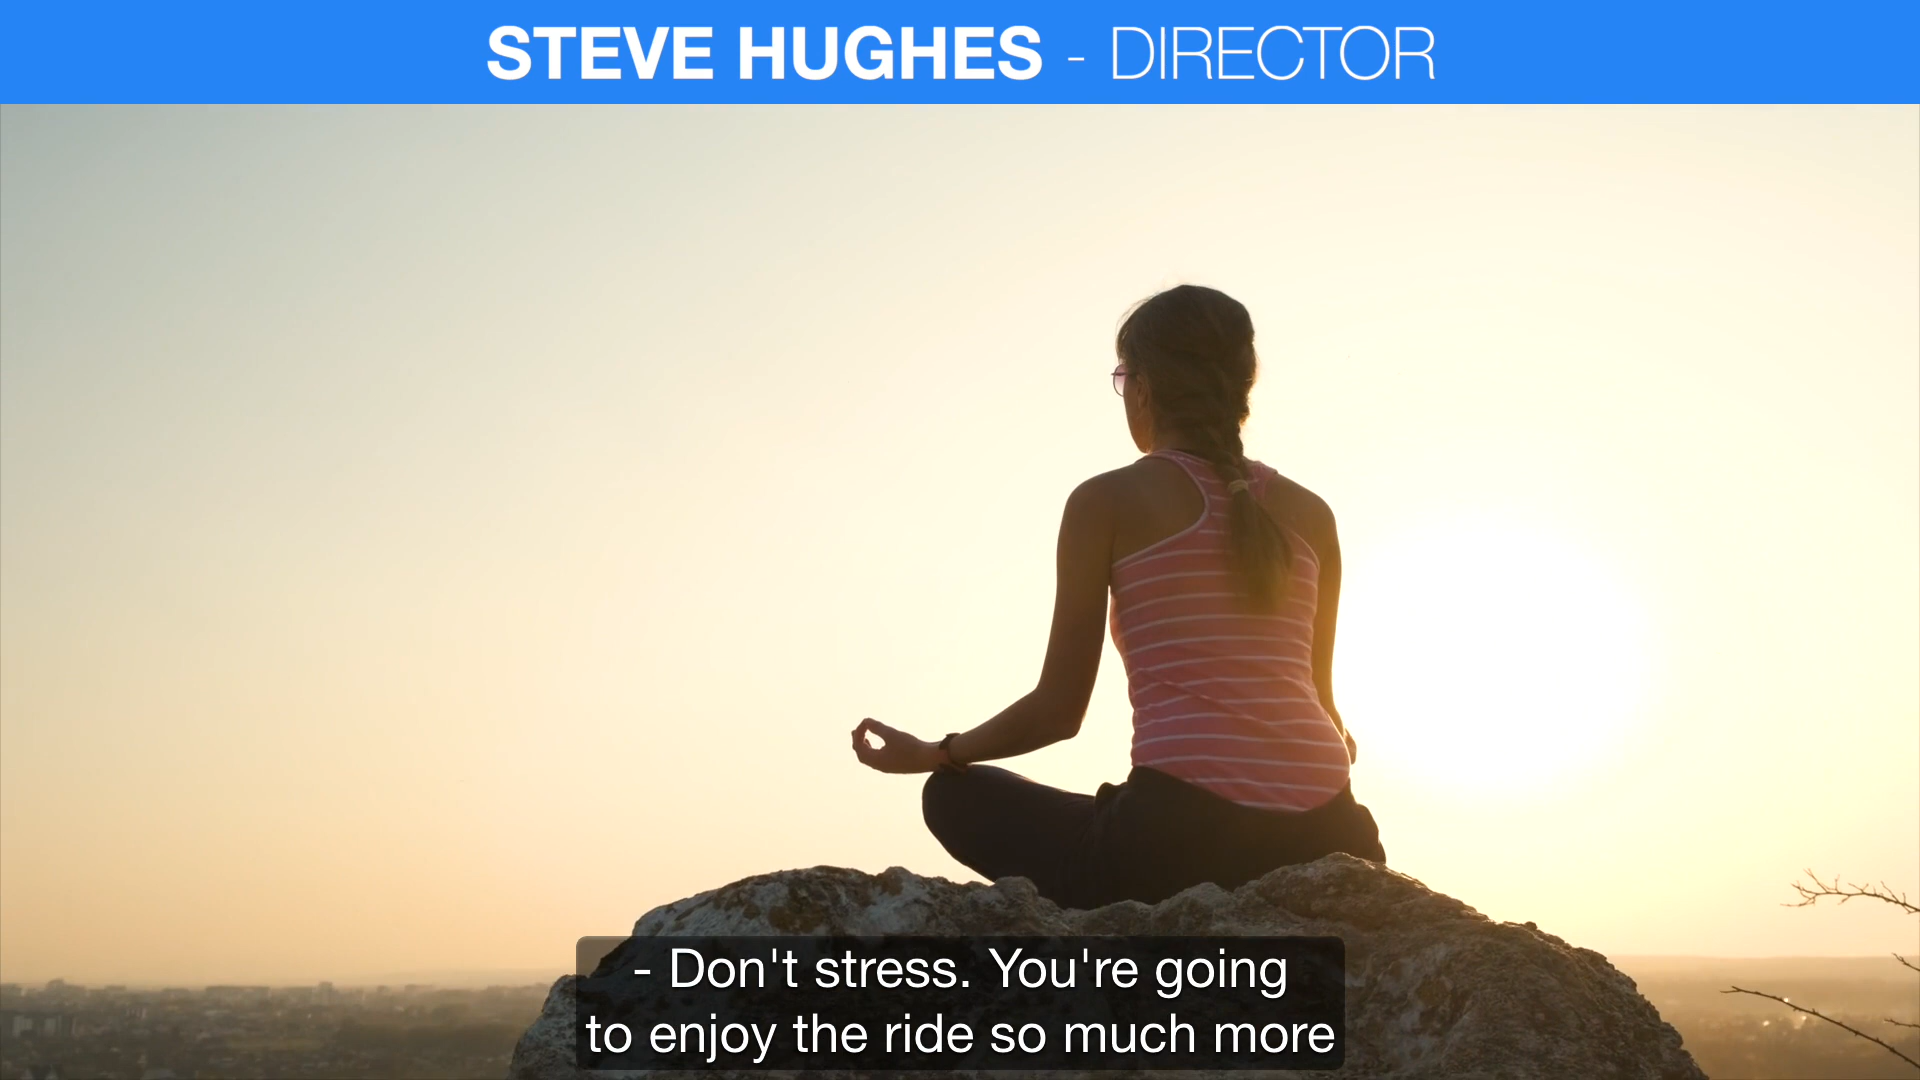 STEVE HUGHES - DIRECTOR
- Don't stress. You're going
to enjoy the ride so much more